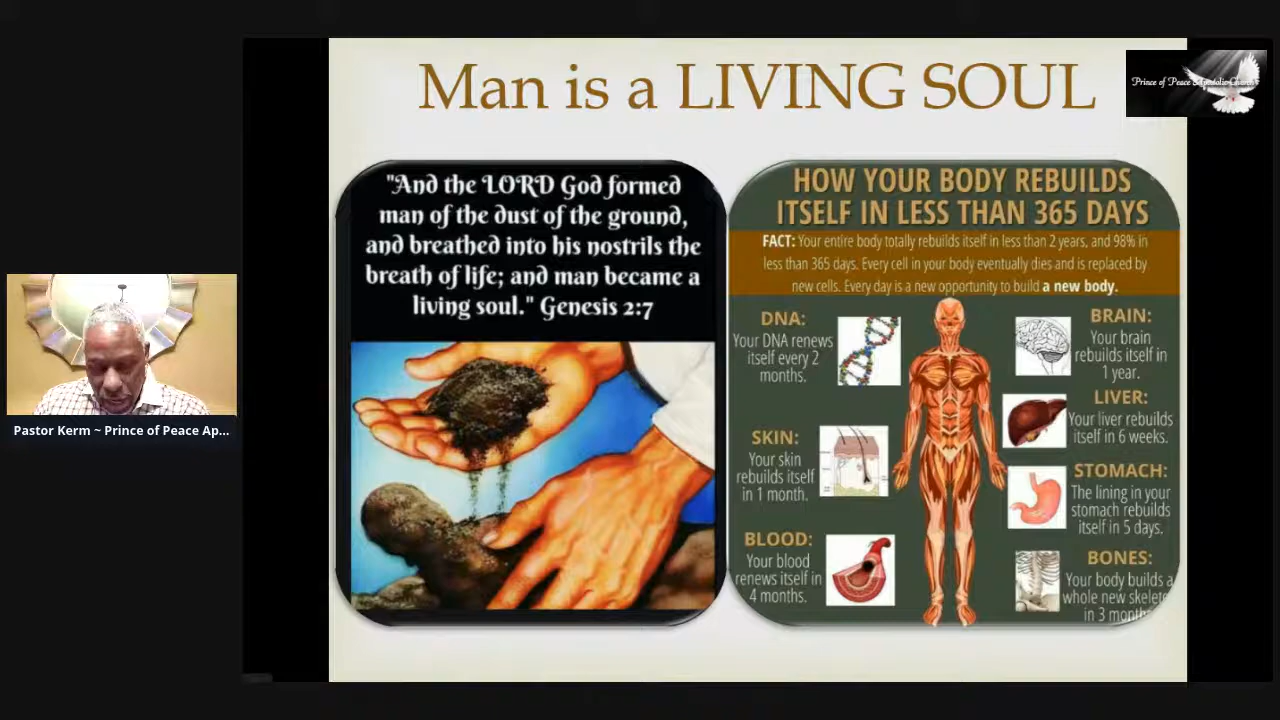 Man is a LIVING SOUL
Prince of Peace Apostolic Church
"And the LORD God formed
man of the dust of the ground,
and breathed into his nostrils the
breath of life; and man became a
living soul." Genesis 2:7
HOW YOUR BODY REBUILDS
ITSELF IN LESS THAN 365 DAYS
FACT: Your entire body totally rebuilds itself in less than 2 years, and 98% in
less than 365 days. Every cell in your body eventually dies and is replaced by
new cells. Every day is a new opportunity to build a new body.
DNA:
Your DNA renews
itself every 2
months.
SKIN:
Your skin
rebuilds itself
in 1 month.
BLOOD:
Your blood
renews itself in
4 months.
BRAIN:
Your brain
rebuilds itself in
1 year.
LIVER:
Your liver rebuilds
itself in 6 weeks.
STOMACH:
The lining in your
stomach rebuilds
itself in 5 days.
BONES:
Your body builds a
whole new skeleto
in 3 months
Pastor Kerm ~ Prince of Peace Ap...